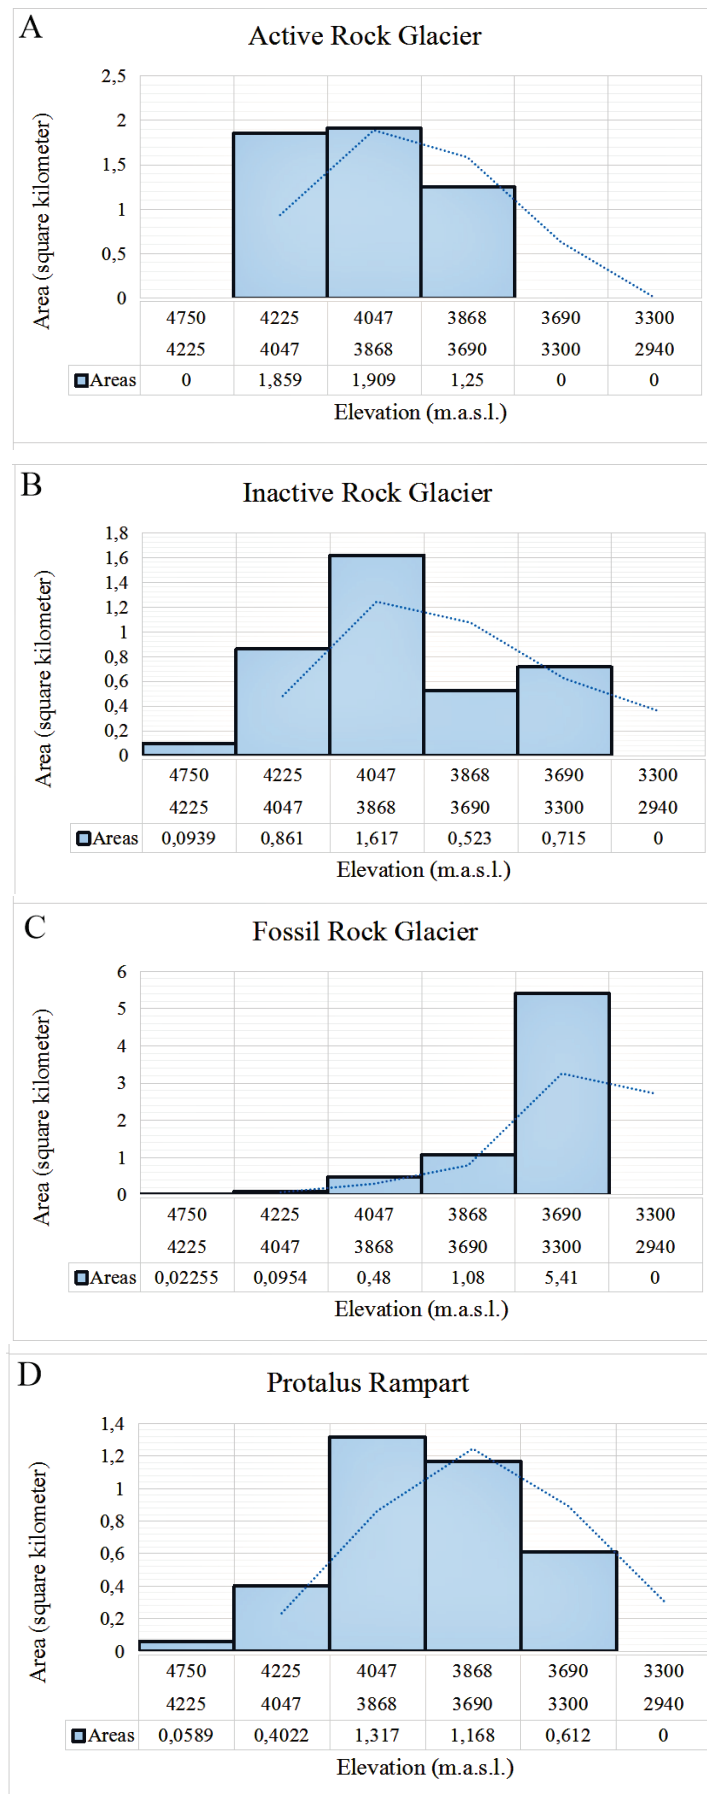 A
Active Rock Glacier
Area (square kilometer)
2,5
2
1,5
1
0,5
0
4750 4225 4047 3868 3690 3300
4225 4047 3868 3690 3300 2940
Areas 0 1,859 1,909 1,25 0 0
Elevation (m.a.s.l.)
B
Inactive Rock Glacier
Area (square kilometer)
1,8
1,6
1,4
1,2
1
0,8
0,6
0,4
0,2
0
4750 4225 4047 3868 3690 3300
4225 4047 3868 3690 3300 2940
Areas 0,0939 0,861 1,617 0,523 0,715 0
Elevation (m.a.s.l.)
C
Fossil Rock Glacier
Area (square kilometer)
6
5
4
3
2
1
0
4750 4225 4047 3868 3690 3300
4225 4047 3868 3690 3300 2940
Areas 0,02255 0,0954 0,48 1,08 5,41 0
Elevation (m.a.s.l.)
D
Protalus Rampart
Area (square kilometer)
1,4
1,2
1
0,8
0,6
0,4
0,2
0
4750 4225 4047 3868 3690 3300
4225 4047 3868 3690 3300 2940
Areas 0,0589 0,4022 1,317 1,168 0,612 0
Elevation (m.a.s.l.)